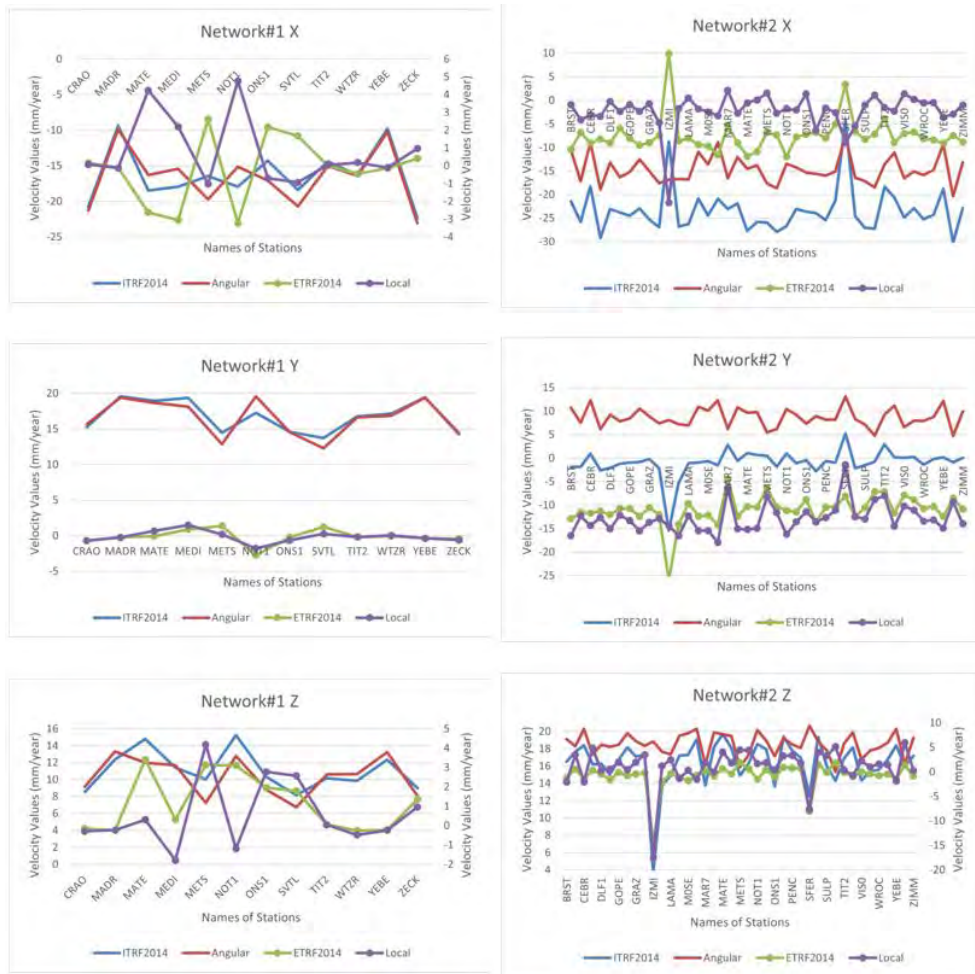 Network#1 X
0
-5
-10
-15
-20
-25
6
5
4
3
2
1
0
-1
-2
-3
-4
Velocity Values (mm/year)
Velocity Values (mm/year)
CRAO MADR MATE MEDI METS NOT1 ONS1 SVTL TIT2 WTZR YEBE ZECK
Names of Stations
ITRF2014 Angular ETRF2014 Local
Network#2 X
10
5
0
-5
-10
-15
-20
-25
-30
Velocity Values (mm/year)
BRST CEBR DLF1 GOPE GRAZ IZMI LAMA M0SE MAR7 MATE METS NOT1 ONS1 PENC SFER SULP TIT2 VIS0 WROC YEBE ZIMM
Names of Stations
ITRF2014 Angular ETRF2014 Local
Network#1 Y
20
15
10
5
0
-5
Velocity Values (mm/year)
CRAO MADR MATE MEDI METS NOT1 ONS1 SVTL TIT2 WTZR YEBE ZECK
Names of Stations
ITRF2014 Angular ETRF2014 Local
Network#2 Y
15
10
5
0
-5
-10
-15
-20
-25
Velocity Values (mm/year)
BRST CEBR DLF1 GOPE GRAZ IZMI LAMA M0SE MATE METS NOT1 ONS1 PENC SULP TIT2 VIS0 WROC YEBE ZIMM
Names of Stations
ITRF2014 Angular ETRF2014 Local
Network#1 Z
16
14
12
10
8
6
4
2
0
5
4
3
2
1
0
-1
-2
Velocity Values (mm/year)
Velocity Values (mm/year)
CRAO MADR MATE MEDI METS NOT1 ONS1 SVTL TIT2 WTZR YEBE ZECK
Names of Stations
ITRF2014 Angular ETRF2014 Local
Network#2 Z
20
18
16
14
12
10
8
6
4
10
5
0
-5
-10
-15
-20
Velocity Values (mm/year)
Velocity Values (mm/year)
BRST CEBR DLF1 GOPE GRAZ IZMI LAMA M0SE MAR7 MATE METS NOT1 ONS1 PENC SFER SULP TIT2 VIS0 WROC YEBE ZIMM
Names of Stations
ITRF2014 Angular ETRF2014 Local